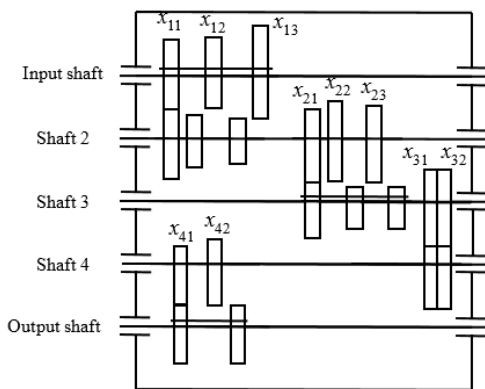 x11 x12 x13
Input shaft
x21 x22 x23
Shaft 2
x31 x32
Shaft 3
x41 x42
Shaft 4
Output shaft